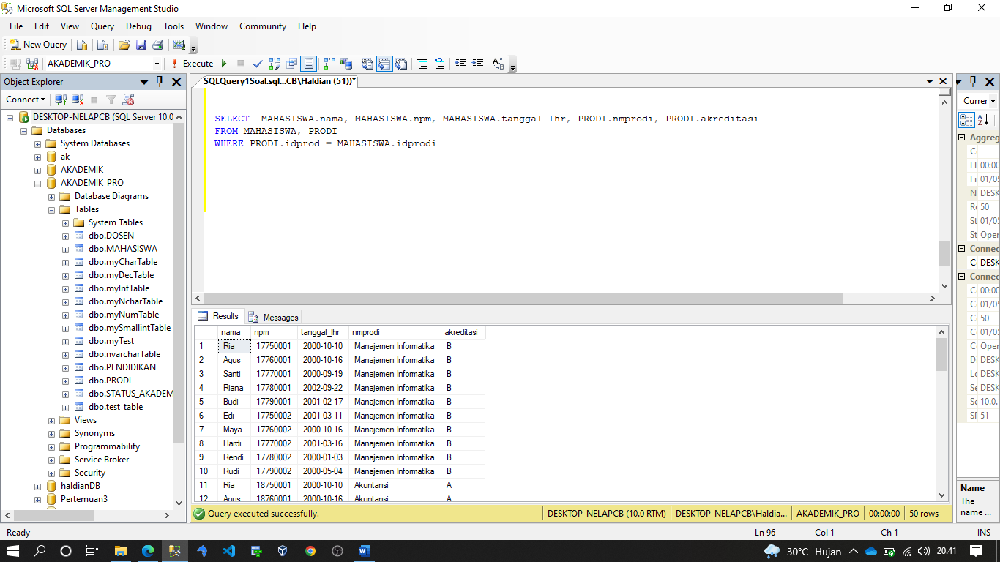 Microsoft SQL Server Management Studio
File Edit View Query Debug Tools Window Community Help
New Query
AKADEMIK_PRO Execute
Object Explorer
Connect
DESKTOP-NELAPCB (SQL Server 10.0
Databases
System Databases
ak
AKADEMIK
AKADEMIK_PRO
Database Diagrams
Tables
System Tables
dbo.DOSEN
dbo.MAHASISWA
dbo.myCharTable
dbo.myDecTable
dbo.myIntTable
dbo.myNcharTable
dbo.myNumTable
dbo.mySmallintTable
dbo.myTest
dbo.nvarcharTable
dbo.PENDIDIKAN
dbo.PRODI
dbo.STATUS_AKADEM
dbo.test_table
Views
Synonyms
Programmability
Service Broker
Security
haldianDB
Pertemuan3
SQLQuery1Soal.sql...CB\Haldian (51))*
SELECT MAHASISWA.nama, MAHASISWA.npm, MAHASISWA.tanggal_lhr, PRODI.nmprodi, PRODI.akreditasi
FROM MAHASISWA, PRODI
WHERE PRODI.idprod = MAHASISWA.idprodi
Results Messages
nama npm tanggal_lhr nmprodi akreditasi
1 Ria 17750001 2000-10-10 Manajemen Informatika B
2 Agus 17760001 2000-10-16 Manajemen Informatika B
3 Santi 17770001 2000-09-19 Manajemen Informatika B
4 Riana 17780001 2002-09-22 Manajemen Informatika B
5 Budi 17790001 2001-02-17 Manajemen Informatika B
6 Edi 17750002 2001-03-11 Manajemen Informatika B
7 Maya 17760002 2000-10-16 Manajemen Informatika B
8 Hardi 17770002 2001-03-16 Manajemen Informatika B
9 Rendi 17780002 2000-01-03 Manajemen Informatika B
10 Rudi 17790002 2000-05-04 Manajemen Informatika B
11 Ria 18750001 2000-10-10 Akuntansi A
12 Agus 18760001 2000-10-16 Akuntansi A
Query executed successfully. DESKTOP-NELAPCB (10.0 RTM) DESKTOP-NELAPCB\Haldia... AKADEMIK_PRO 00:00:00 50 rows
Currer
Aggreg
C
El 00:00
Fi 01/05
N DESK
Re 50
St 01/05
St Oper
Connec
C DESK
Connec
C 00:00
C 01/05
C 50
C 01/05
C Oper
D DESK
Lo DESK
Se DESK
Se 10.0.
SP 51
Name
The
name ...
Ready Ln 96 Col 1 Ch 1 INS
30°C Hujan 20.41